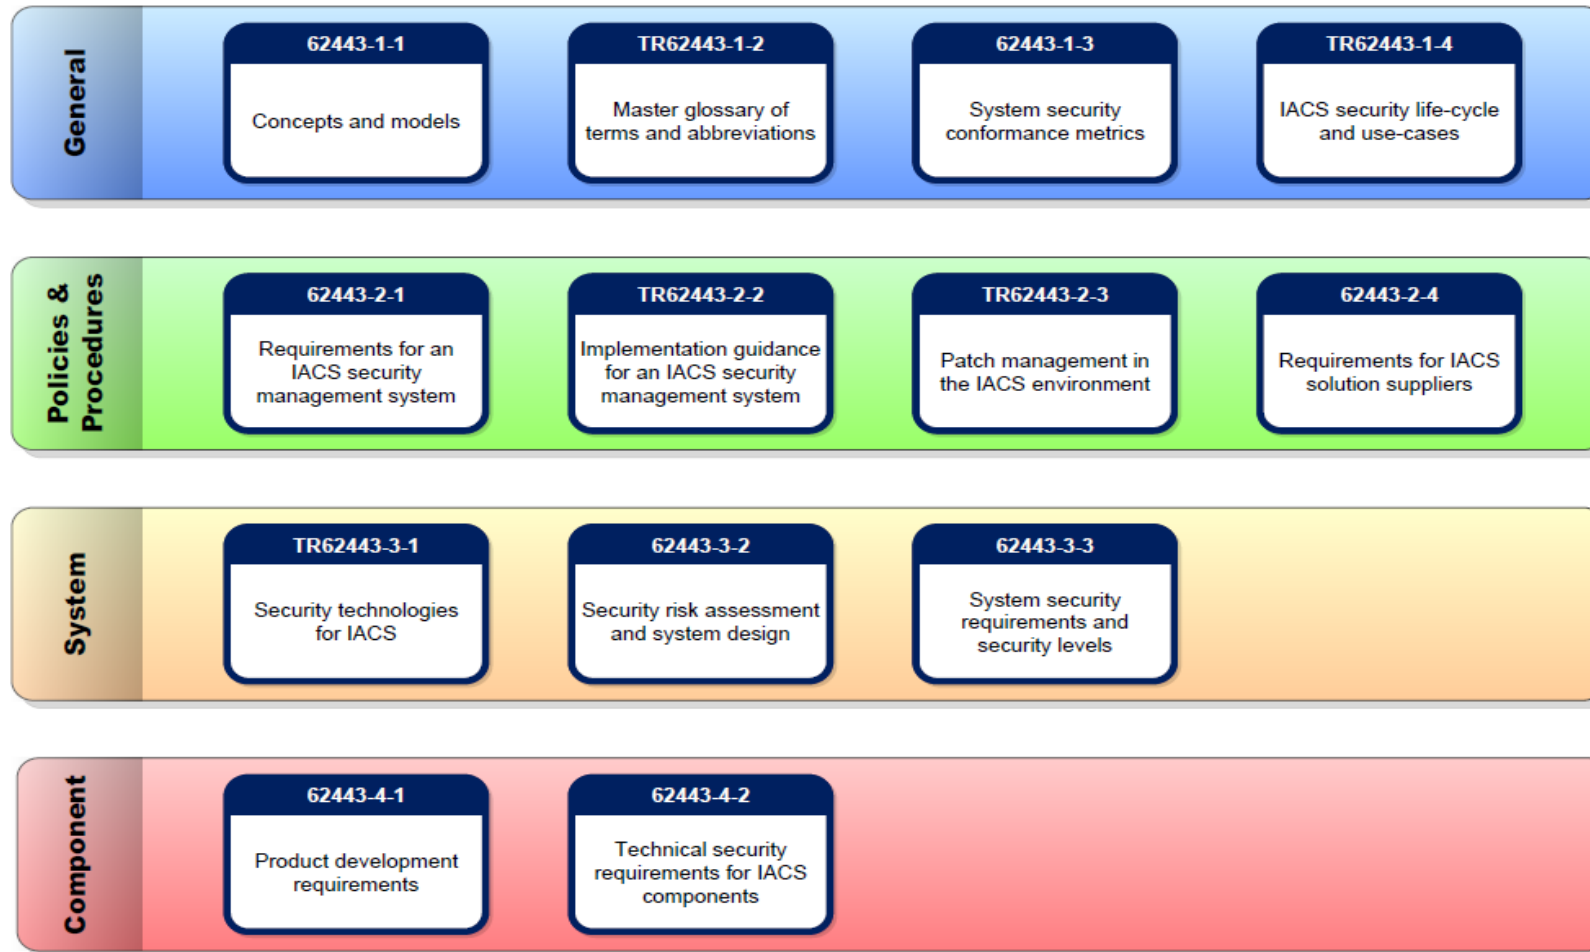 General
62443-1-1
Concepts and models
TR62443-1-2
Master glossary of
terms and abbreviations
62443-1-3
System security
conformance metrics
TR62443-1-4
IACS security life-cycle
and use-cases
Policies &
Procedures
62443-2-1
Requirements for an
IACS security
management system
TR62443-2-2
Implementation guidance
for an IACS security
management system
TR62443-2-3
Patch management in
the IACS environment
62443-2-4
Requirements for IACS
solution suppliers
System
TR62443-3-1
Security technologies
for IACS
62443-3-2
Security risk assessment
and system design
62443-3-3
System security
requirements and
security levels
Component
62443-4-1
Product development
requirements
62443-4-2
Technical security
requirements for IACS
components